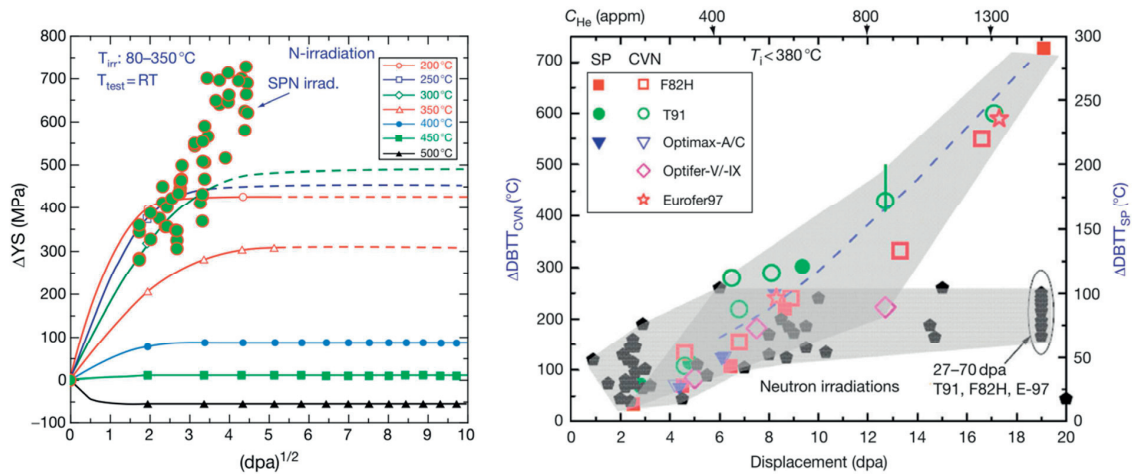 T_irr: 80–350 °C
T_test = RT
N-irradiation
SPN irrad.
200 °C
250 °C
300 °C
350 °C
400 °C
450 °C
500 °C
ΔYS (MPa)
800
700
600
500
400
300
200
100
0
−100
0 1 2 3 4 5 6 7 8 9 10
(dpa)^1/2
C_He (appm)
400 800 1300
SP CVN
F82H
T91
Optimax-A/C
Optifer-V/-IX
Eurofer97
T_i < 380 °C
ΔDBTT_CVN (°C)
700
600
500
400
300
200
100
0
ΔDBTT_SP (°C)
300
250
200
150
100
50
0
27–70 dpa
T91, F82H, E-97
Neutron irradiations
0 2 4 6 8 10 12 14 16 18 20
Displacement (dpa)